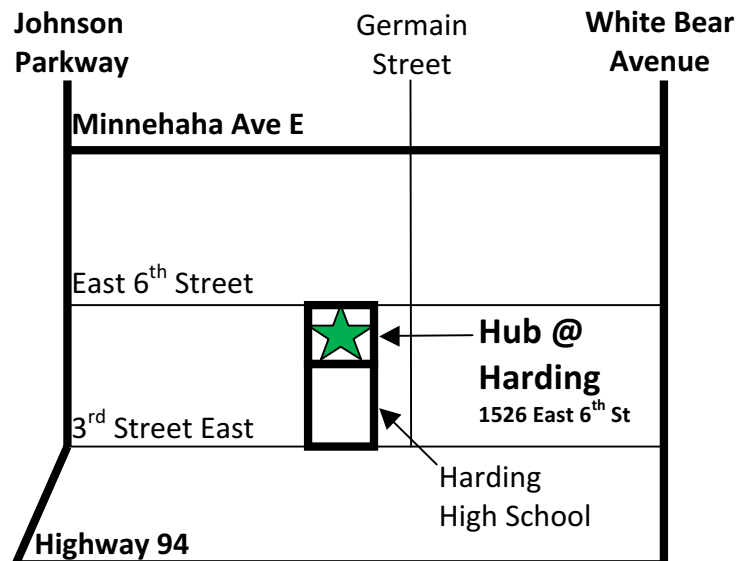 Johnson
Parkway
Germain
Street
White Bear
Avenue
Minnehaha Ave E
East 6th Street
Hub @
Harding
1526 East 6th St
3rd Street East
Harding
High School
Highway 94